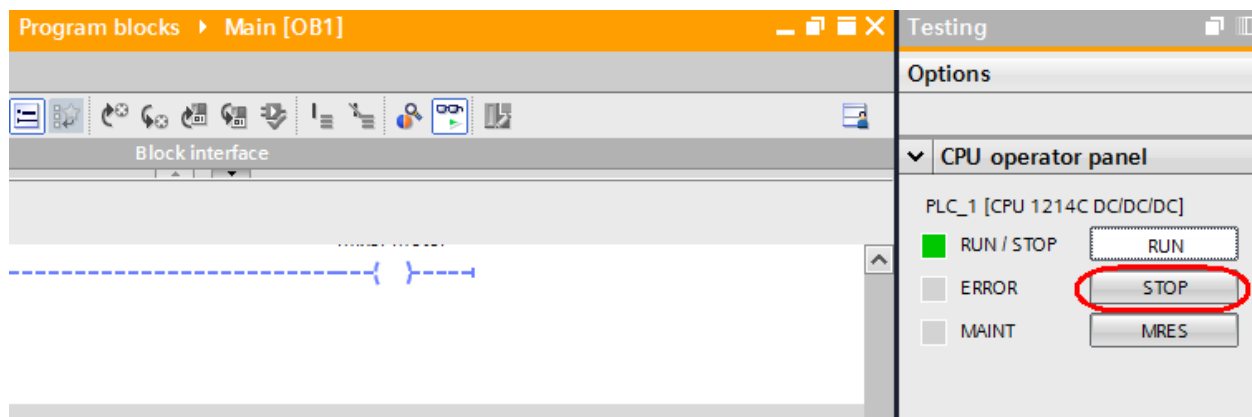 Program blocks ▸ Main [OB1]
Testing
Options
Block interface
CPU operator panel
PLC_1 [CPU 1214C DC/DC/DC]
RUN / STOP RUN
ERROR STOP
MAINT MRES